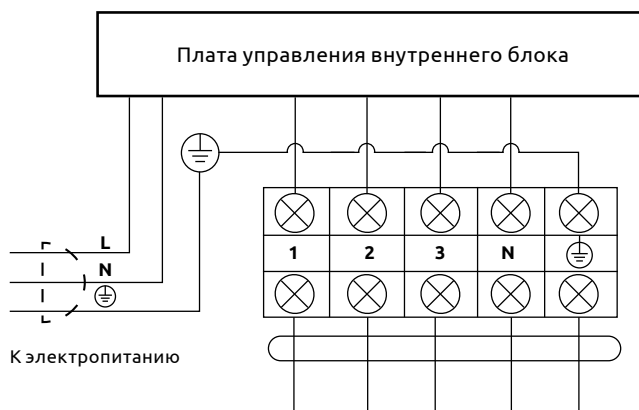 Плата управления внутреннего блока
L
N
1 2 3 N
К электропитанию